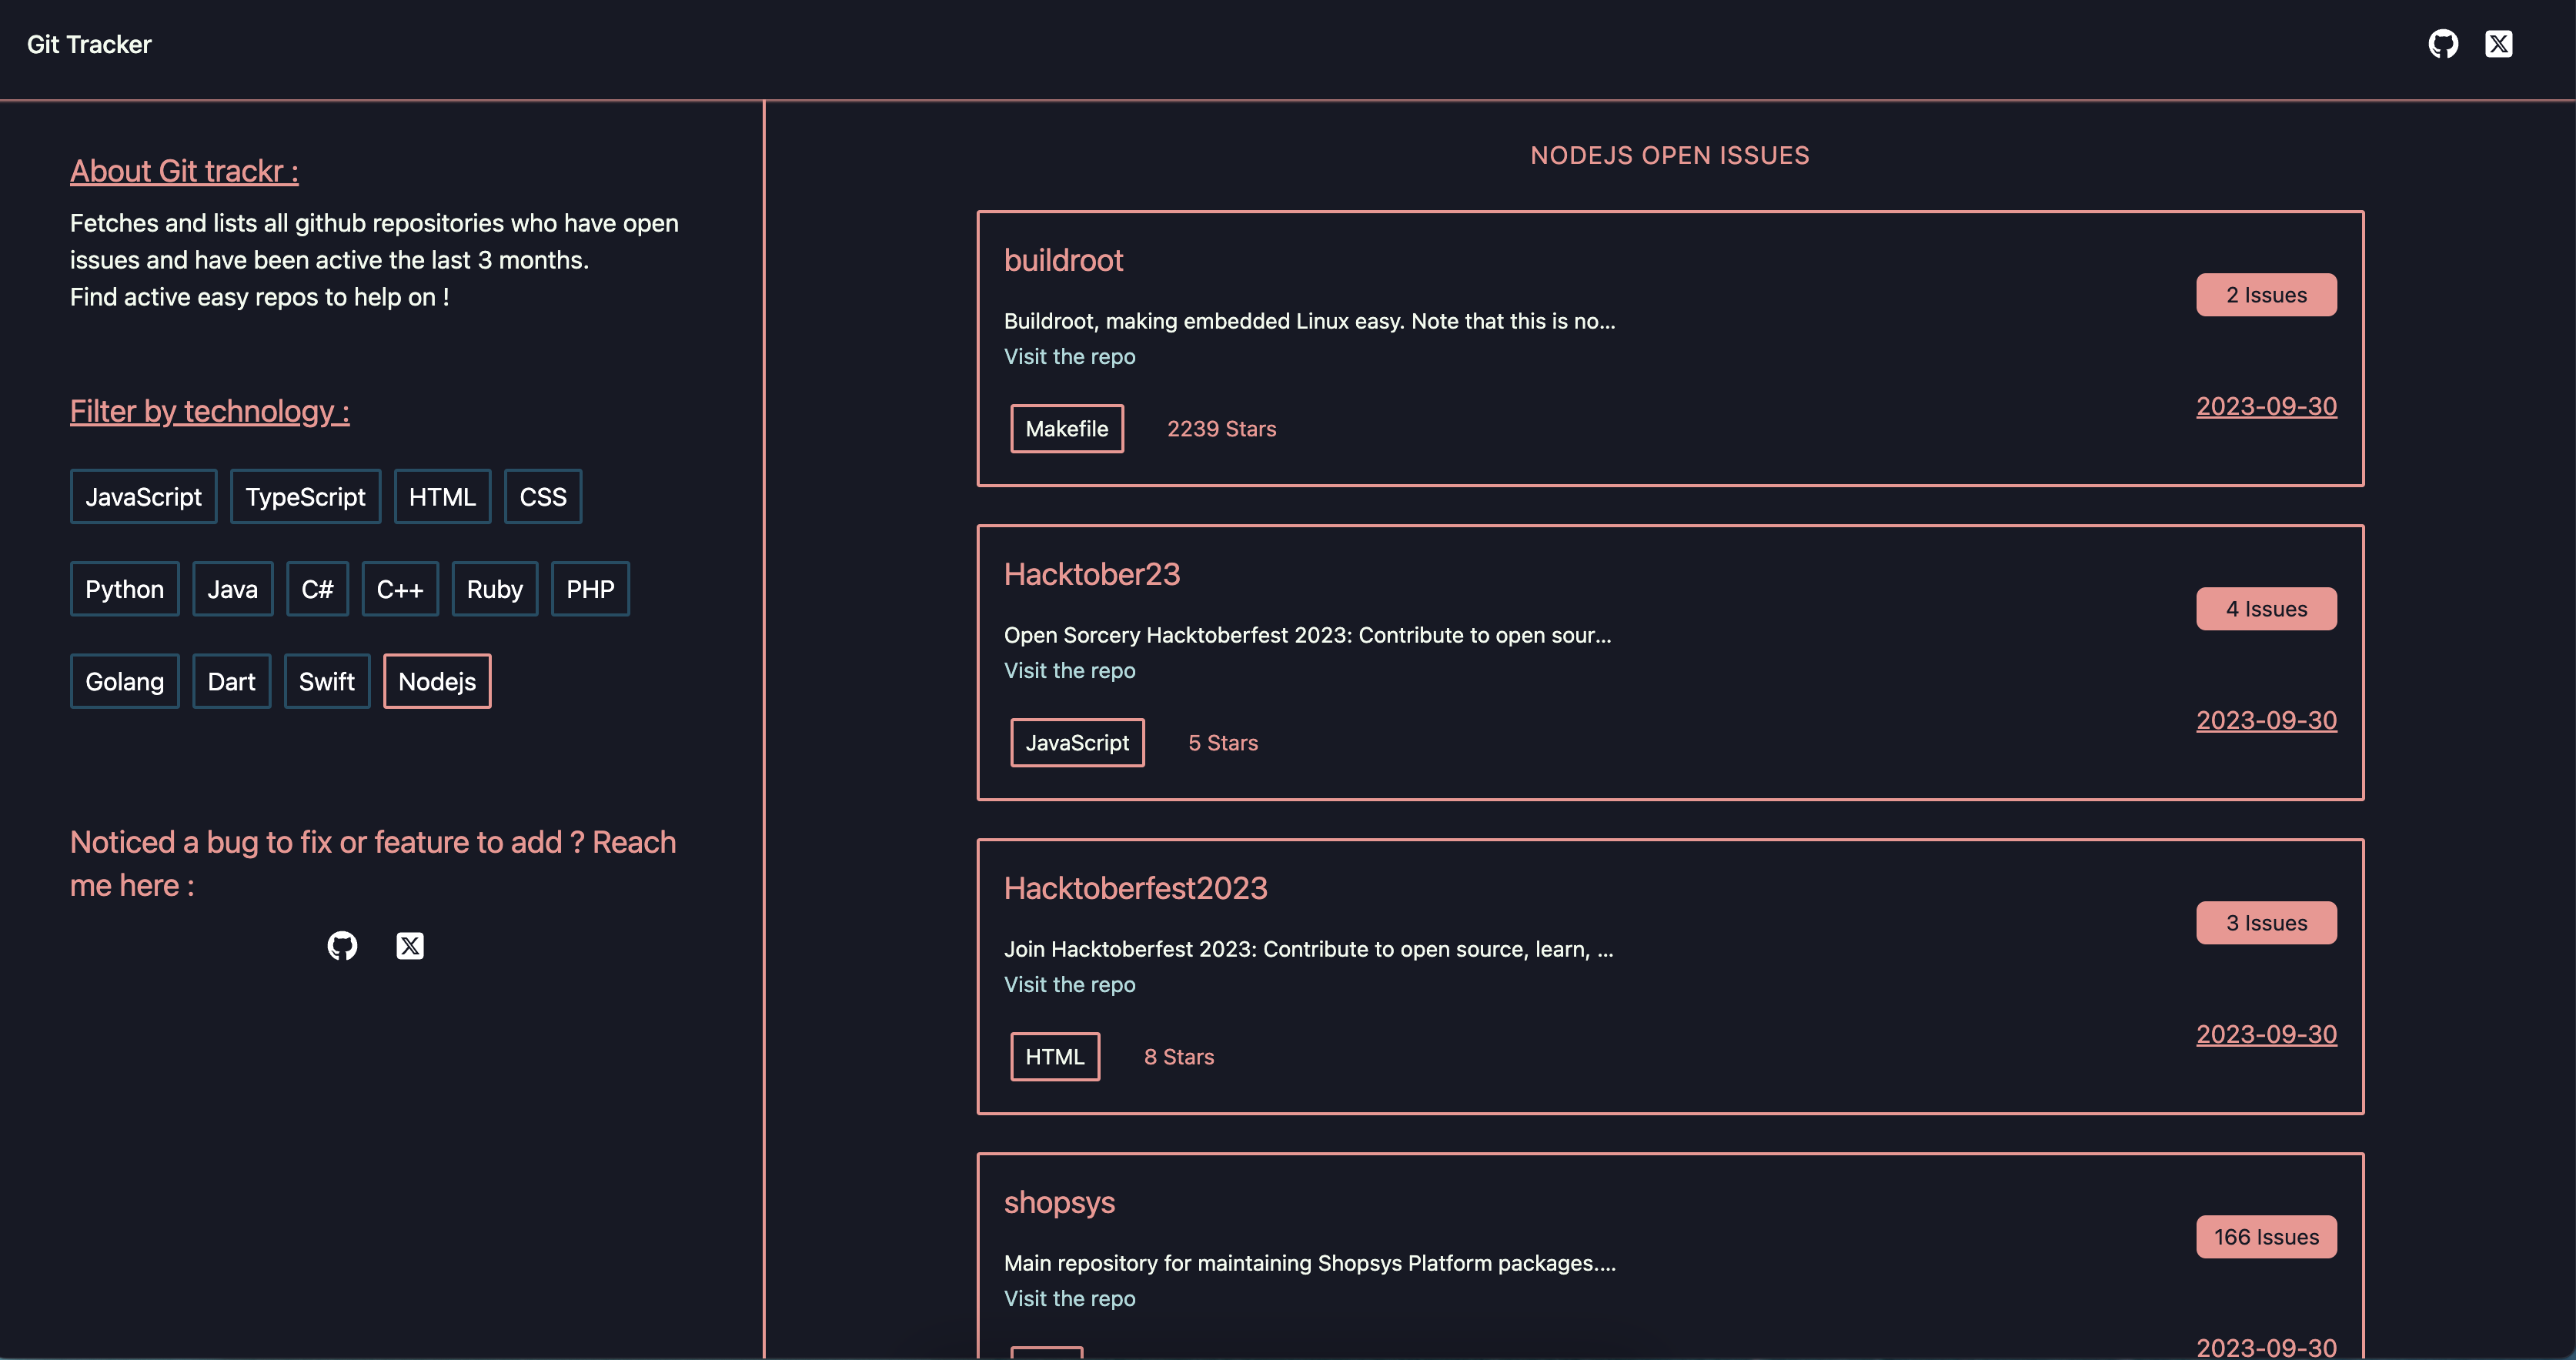 Git Tracker
About Git trackr :
Fetches and lists all github repositories who have open
issues and have been active the last 3 months.
Find active easy repos to help on !
Filter by technology :
JavaScript TypeScript HTML CSS
Python Java C# C++ Ruby PHP
Golang Dart Swift Nodejs
Noticed a bug to fix or feature to add ? Reach
me here :
NODEJS OPEN ISSUES
buildroot
2 Issues
Buildroot, making embedded Linux easy. Note that this is no...
Visit the repo
2023-09-30
Makefile 2239 Stars
Hacktober23
4 Issues
Open Sorcery Hacktoberfest 2023: Contribute to open sour...
Visit the repo
2023-09-30
JavaScript 5 Stars
Hacktoberfest2023
3 Issues
Join Hacktoberfest 2023: Contribute to open source, learn, ...
Visit the repo
2023-09-30
HTML 8 Stars
shopsys
166 Issues
Main repository for maintaining Shopsys Platform packages....
Visit the repo
2023-09-30